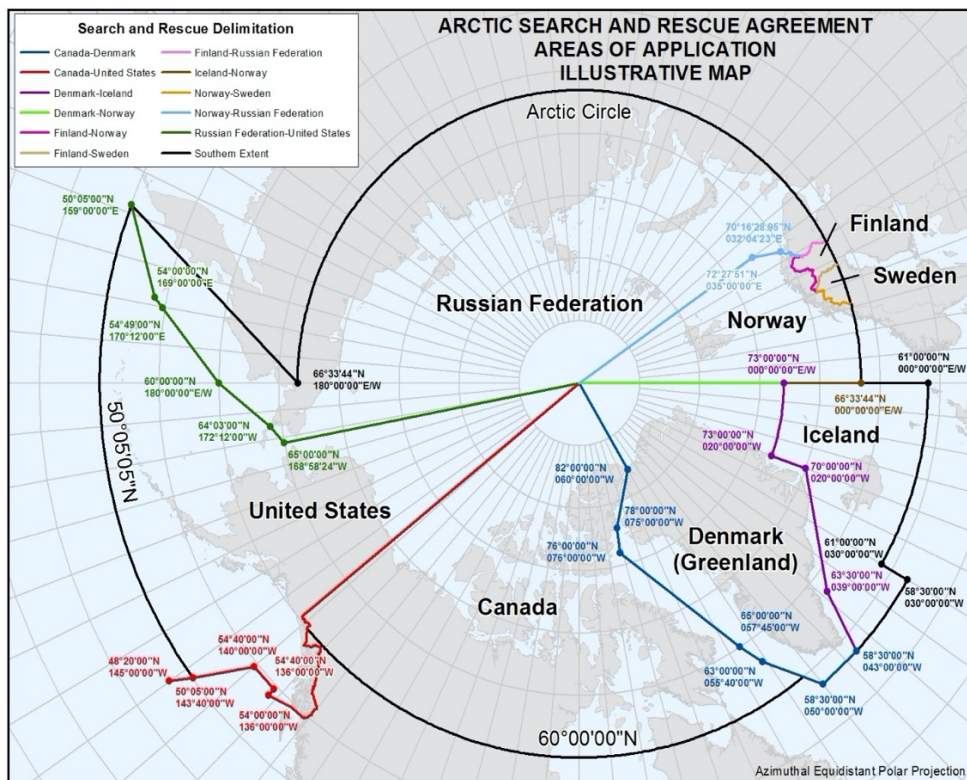 ARCTIC SEARCH AND RESCUE AGREEMENT
AREAS OF APPLICATION
ILLUSTRATIVE MAP
Search and Rescue Delimitation
Canada-Denmark
Canada-United States
Denmark-Iceland
Denmark-Norway
Finland-Norway
Finland-Sweden
Finland-Russian Federation
Iceland-Norway
Norway-Sweden
Norway-Russian Federation
Russian Federation-United States
Southern Extent
Arctic Circle
50°05'00"N
159°00'00"E
54°00'00"N
169°00'00"E
54°49'00"N
170°12'00"E
60°00'00"N
180°00'00"E/W
64°03'00"N
172°12'00"W
65°00'00"N
168°58'24"W
66°33'44"N
180°00'00"E/W
50°05'05"N
70°16'28.95"N
032°04'23"E
72°27'51"N
035°00'00"E
Finland
Sweden
Russian Federation
Norway
73°00'00"N
000°00'00"E/W
61°00'00"N
000°00'00"E/W
66°33'44"N
000°00'00"E/W
Iceland
73°00'00"N
020°00'00"W
70°00'00"N
020°00'00"W
82°00'00"N
060°00'00"W
78°00'00"N
075°00'00"W
76°00'00"N
076°00'00"W
United States
Denmark
(Greenland)
Canada
61°00'00"N
030°00'00"W
63°30'00"N
039°00'00"W
58°30'00"N
030°00'00"W
65°00'00"N
057°45'00"W
63°00'00"N
055°40'00"W
58°30'00"N
043°00'00"W
58°30'00"N
050°00'00"W
54°40'00"N
140°00'00"W
54°40'00"N
136°00'00"W
48°20'00"N
145°00'00"W
50°05'00"N
143°40'00"W
54°00'00"N
136°00'00"W
60°00'00"N
Azimuthal Equidistant Polar Projection